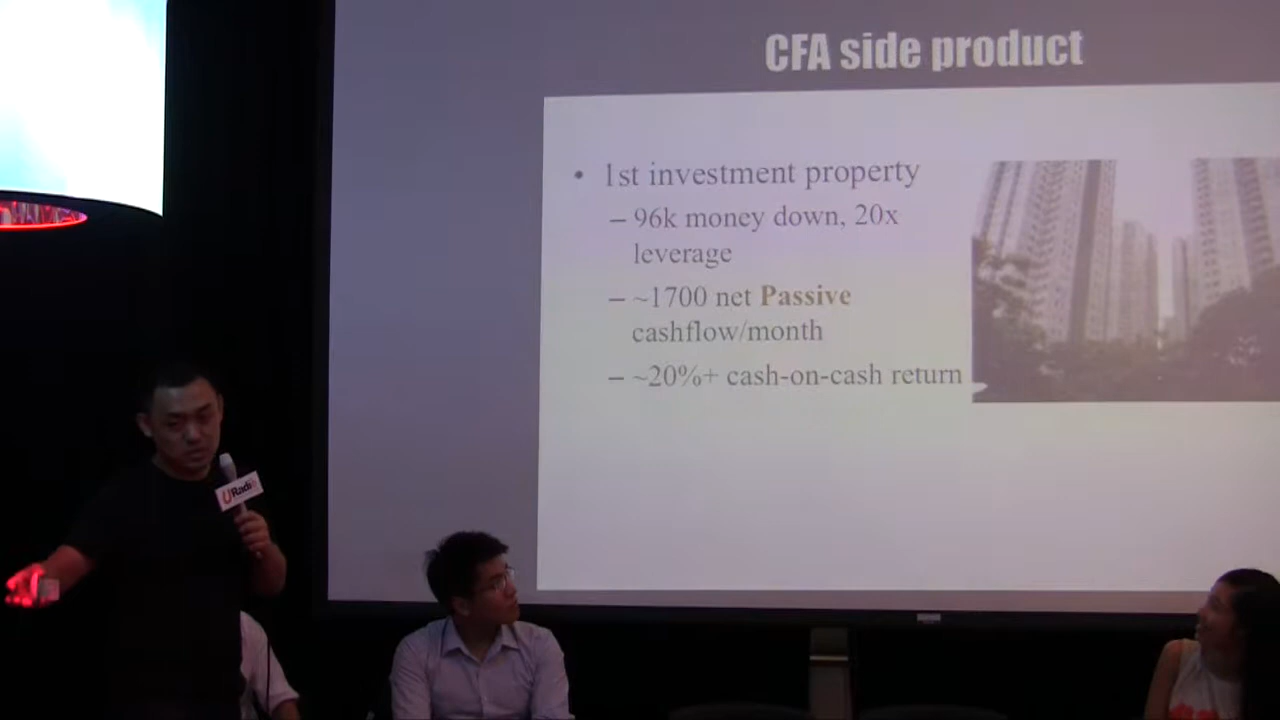 CFA side product
• 1st investment property
– 96k money down, 20x
leverage
– ~1700 net Passive
cashflow/month
– ~20%+ cash-on-cash return
URadio